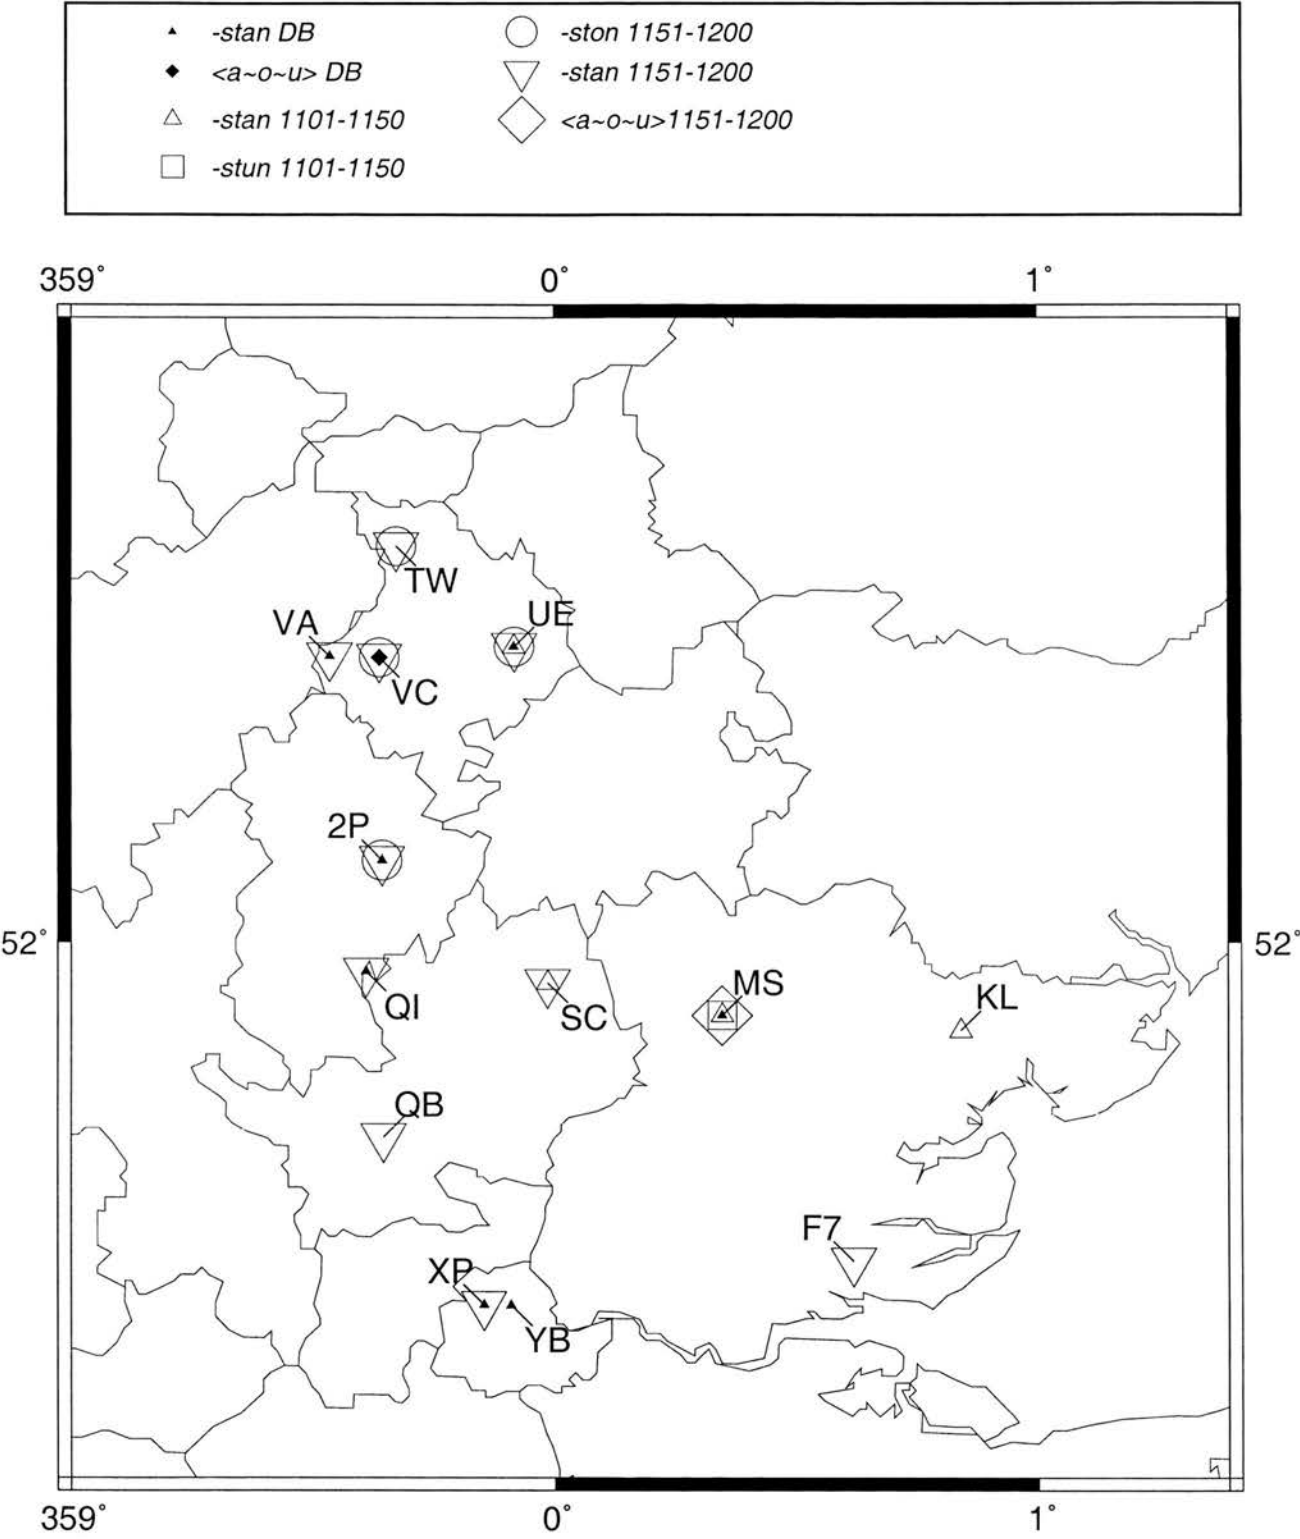 -stan DB
<a~o~u> DB
-stan 1101-1150
-stun 1101-1150
-ston 1151-1200
-stan 1151-1200
<a~o~u>1151-1200
359° 0° 1°
TW
VA UE
VC
2P
52° 52°
QI SC MS KL
QB
F7
XP
YB
359° 0° 1°